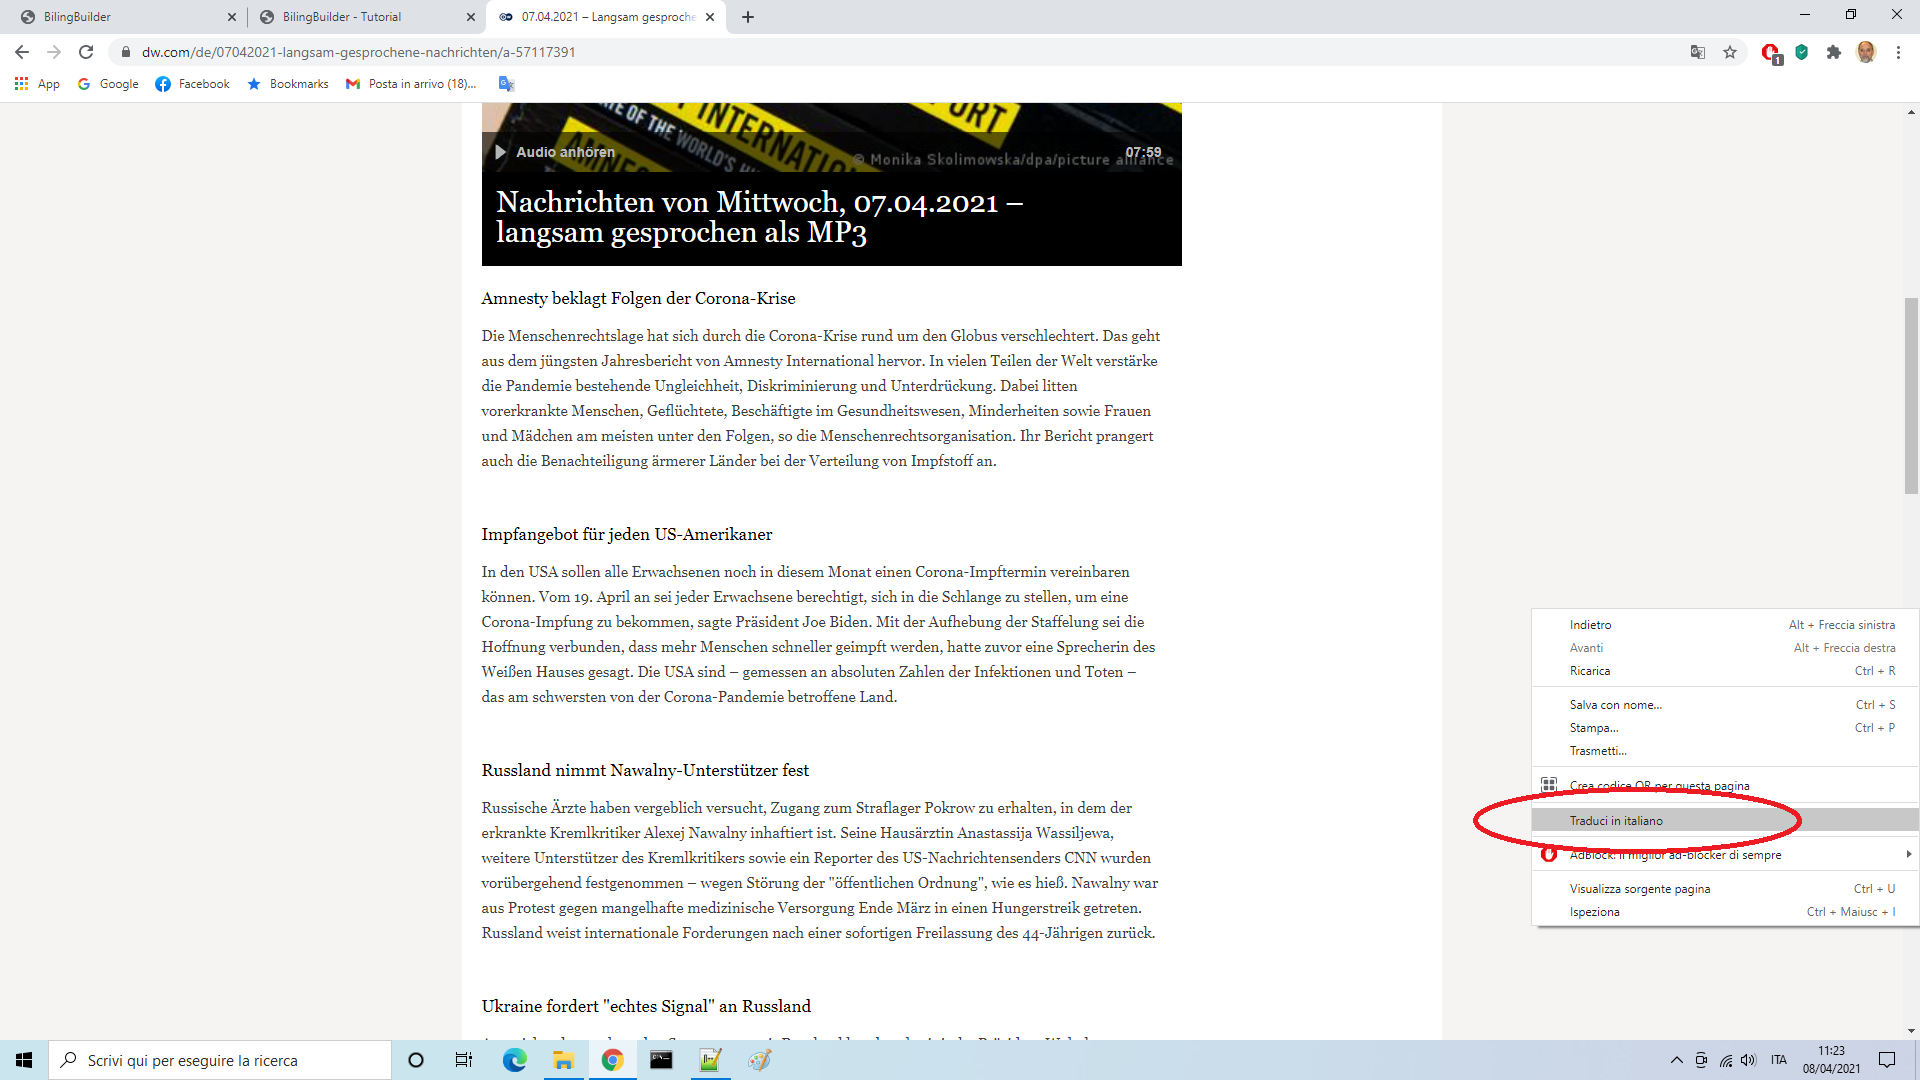 BilingBuilder
BilingBuilder - Tutorial
07.04.2021 – Langsam gesproche
dw.com/de/07042021-langsam-gesprochene-nachrichten/a-57117391
1
App
Google
Facebook
Bookmarks
Posta in arrivo (18)...
AMNES
INTERNATIO
ORT
E OF THE WORLD'S HU
Audio anhören
07:59
© Monika Skolimowska/dpa/picture alliance
Nachrichten von Mittwoch, 07.04.2021 –
langsam gesprochen als MP3
Amnesty beklagt Folgen der Corona-Krise
Die Menschenrechtslage hat sich durch die Corona-Krise rund um den Globus verschlechtert. Das geht
aus dem jüngsten Jahresbericht von Amnesty International hervor. In vielen Teilen der Welt verstärke
die Pandemie bestehende Ungleichheit, Diskriminierung und Unterdrückung. Dabei litten
vorerkrankte Menschen, Geflüchtete, Beschäftigte im Gesundheitswesen, Minderheiten sowie Frauen
und Mädchen am meisten unter den Folgen, so die Menschenrechtsorganisation. Ihr Bericht prangert
auch die Benachteiligung ärmerer Länder bei der Verteilung von Impfstoff an.
Impfangebot für jeden US-Amerikaner
In den USA sollen alle Erwachsenen noch in diesem Monat einen Corona-Impftermin vereinbaren
können. Vom 19. April an sei jeder Erwachsene berechtigt, sich in die Schlange zu stellen, um eine
Corona-Impfung zu bekommen, sagte Präsident Joe Biden. Mit der Aufhebung der Staffelung sei die
Hoffnung verbunden, dass mehr Menschen schneller geimpft werden, hatte zuvor eine Sprecherin des
Weißen Hauses gesagt. Die USA sind – gemessen an absoluten Zahlen der Infektionen und Toten –
das am schwersten von der Corona-Pandemie betroffene Land.
Russland nimmt Nawalny-Unterstützer fest
Russische Ärzte haben vergeblich versucht, Zugang zum Straflager Pokrow zu erhalten, in dem der
erkrankte Kremlkritiker Alexej Nawalny inhaftiert ist. Seine Hausärztin Anastassija Wassiljewa,
weitere Unterstützer des Kremlkritikers sowie ein Reporter des US-Nachrichtensenders CNN wurden
vorübergehend festgenommen – wegen Störung der "öffentlichen Ordnung", wie es hieß. Nawalny war
aus Protest gegen mangelhafte medizinische Versorgung Ende März in einen Hungerstreik getreten.
Russland weist internationale Forderungen nach einer sofortigen Freilassung des 44-Jährigen zurück.
Ukraine fordert "echtes Signal" an Russland
Indietro Alt + Freccia sinistra
Avanti Alt + Freccia destra
Ricarica Ctrl + R
Salva con nome... Ctrl + S
Stampa... Ctrl + P
Trasmetti...
Crea codice QR per questa pagina
Traduci in italiano
AdBlock: il miglior ad-blocker di sempre
Visualizza sorgente pagina Ctrl + U
Ispeziona Ctrl + Maiusc + I
Scrivi qui per eseguire la ricerca
ITA
11:23
08/04/2021